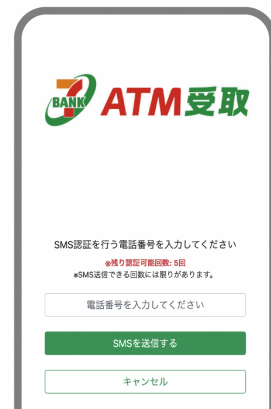 7
BANK
ATM受取
SMS認証を行う電話番号を入力してください
※残り認証可能回数: 5回
※SMS送信できる回数には限りがあります。
電話番号を入力してください
SMSを送信する
キャンセル